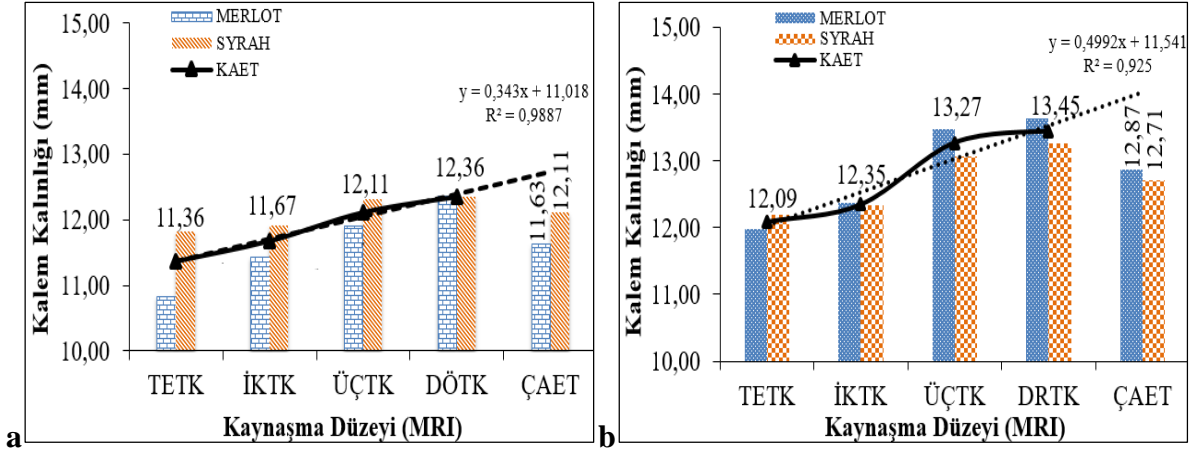 15,00
14,00
13,00
12,00
11,00
10,00
Kalem Kalınlığı (mm)
MERLOT
SYRAH
KAET
y = 0,343x + 11,018
R² = 0,9887
11,36
11,67
12,11
12,36
11,63
12,11
TETK İKTK ÜÇTK DÖTK ÇAET
Kaynaşma Düzeyi (MRI)
a
15,00
14,00
13,00
12,00
11,00
10,00
Kalem Kalınlığı (mm)
MERLOT
SYRAH
KAET
y = 0,4992x + 11,541
R² = 0,925
12,09
12,35
13,27
13,45
12,87
12,71
TETK İKTK ÜÇTK DRTK ÇAET
Kaynaşma Düzeyi (MRI)
b